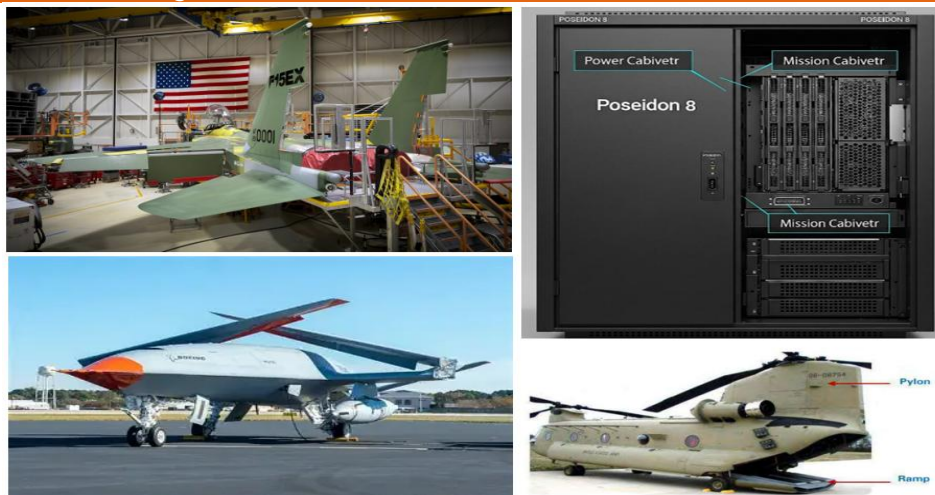 F15EX
0001
BOEING
POSEIDON 8
POSEIDON 8
Power Cabivetr
Mission Cabivetr
Poseidon 8
Mission Cabivetr
Pylon
Ramp